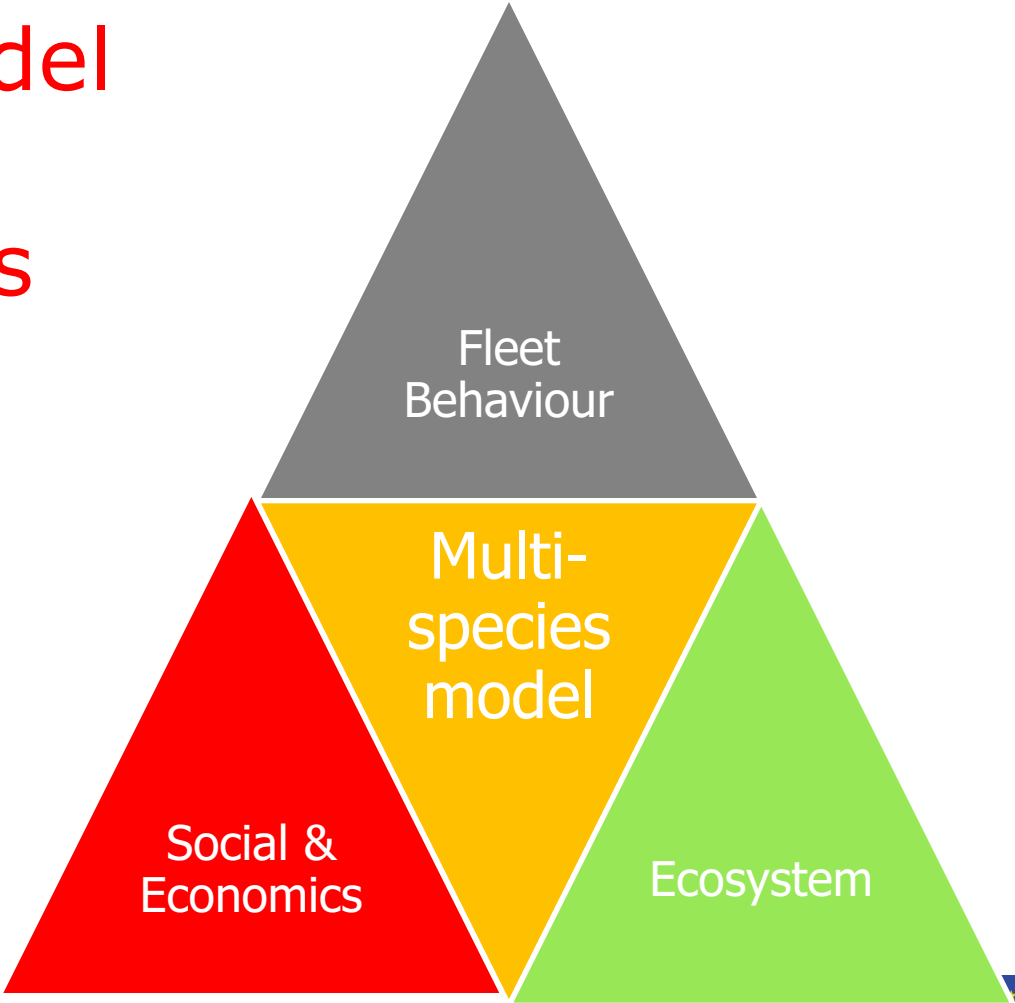 del
s
Fleet
Behaviour
Multi-
species
model
Social &
Economics
Ecosystem